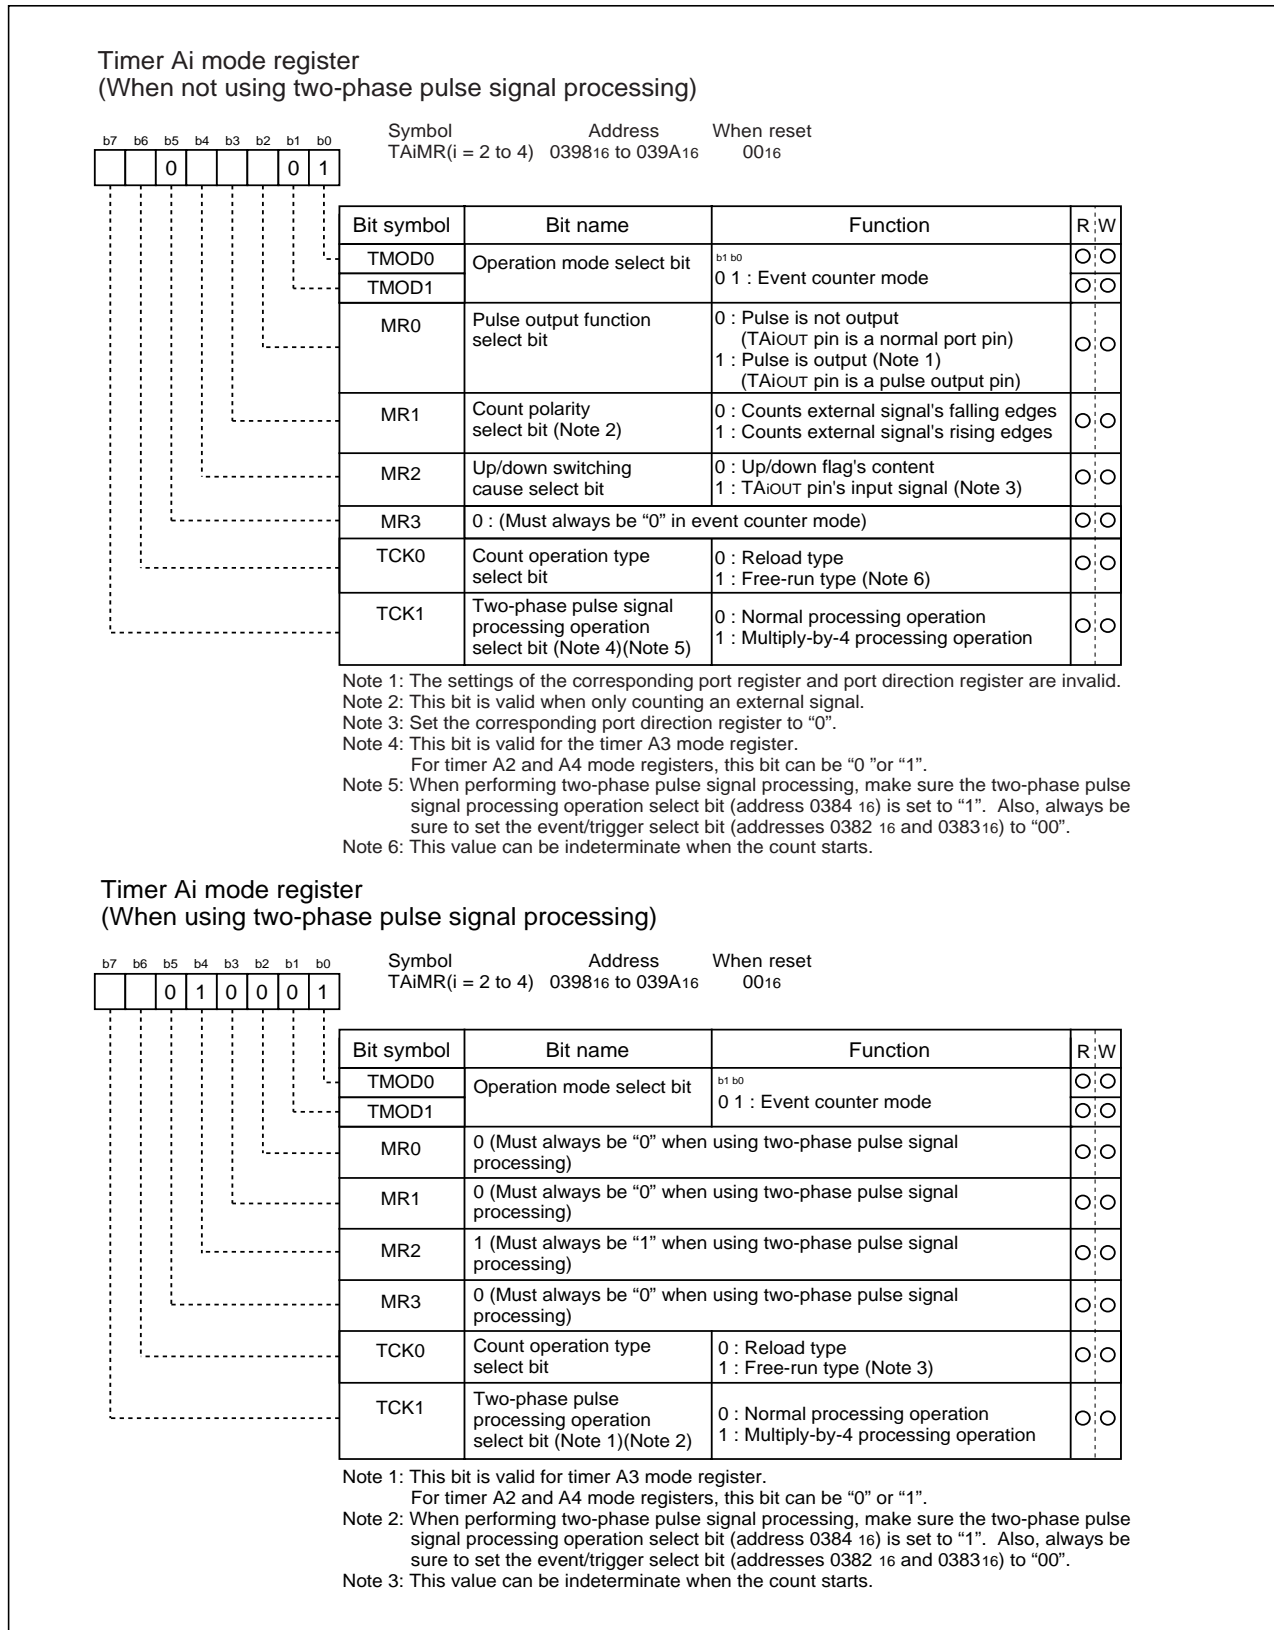 Timer Ai mode register
(When not using two-phase pulse signal processing)
Symbol Address When reset
TAiMR(i = 2 to 4) 039816 to 039A16 0016
b7 b6 b5 b4 b3 b2 b1 b0
0 0 1
Bit symbol Bit name Function R W
TMOD0 Operation mode select bit b1 b0
TMOD1 0 1 : Event counter mode
MR0 Pulse output function select bit 0 : Pulse is not output
(TAiOUT pin is a normal port pin)
1 : Pulse is output (Note 1)
(TAiOUT pin is a pulse output pin)
MR1 Count polarity 0 : Counts external signal's falling edges
select bit (Note 2) 1 : Counts external signal's rising edges
MR2 Up/down switching 0 : Up/down flag's content
cause select bit 1 : TAiOUT pin's input signal (Note 3)
MR3 0 : (Must always be “0” in event counter mode)
TCK0 Count operation type 0 : Reload type
select bit 1 : Free-run type (Note 6)
TCK1 Two-phase pulse signal
processing operation 0 : Normal processing operation
select bit (Note 4)(Note 5) 1 : Multiply-by-4 processing operation
Note 1: The settings of the corresponding port register and port direction register are invalid.
Note 2: This bit is valid when only counting an external signal.
Note 3: Set the corresponding port direction register to “0”.
Note 4: This bit is valid for the timer A3 mode register.
For timer A2 and A4 mode registers, this bit can be “0 ”or “1”.
Note 5: When performing two-phase pulse signal processing, make sure the two-phase pulse
signal processing operation select bit (address 0384 16) is set to “1”. Also, always be
sure to set the event/trigger select bit (addresses 0382 16 and 038316) to “00”.
Note 6: This value can be indeterminate when the count starts.
Timer Ai mode register
(When using two-phase pulse signal processing)
Symbol Address When reset
TAiMR(i = 2 to 4) 039816 to 039A16 0016
b7 b6 b5 b4 b3 b2 b1 b0
0 1 0 0 0 1
Bit symbol Bit name Function R W
TMOD0 Operation mode select bit b1 b0
TMOD1 0 1 : Event counter mode
MR0 0 (Must always be “0” when using two-phase pulse signal
processing)
MR1 0 (Must always be “0” when using two-phase pulse signal
processing)
MR2 1 (Must always be “1” when using two-phase pulse signal
processing)
MR3 0 (Must always be “0” when using two-phase pulse signal
processing)
TCK0 Count operation type 0 : Reload type
select bit 1 : Free-run type (Note 3)
TCK1 Two-phase pulse
processing operation 0 : Normal processing operation
select bit (Note 1)(Note 2) 1 : Multiply-by-4 processing operation
Note 1: This bit is valid for timer A3 mode register.
For timer A2 and A4 mode registers, this bit can be “0” or “1”.
Note 2: When performing two-phase pulse signal processing, make sure the two-phase pulse
signal processing operation select bit (address 0384 16) is set to “1”. Also, always be
sure to set the event/trigger select bit (addresses 0382 16 and 038316) to “00”.
Note 3: This value can be indeterminate when the count starts.